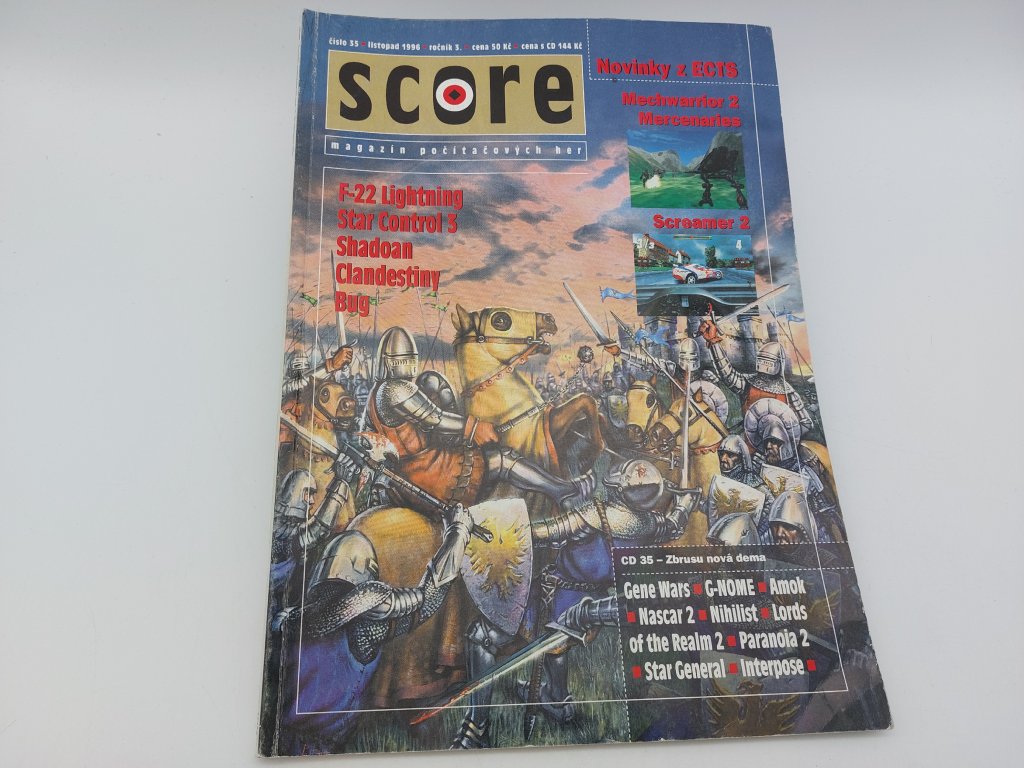 číslo 35 ■ listopad 1996 ■ ročník 3. ■ cena 50 Kč ■ cena s CD 144 Kč
score
magazín počítačových her
Novinky z ECTS
Mechwarrior 2
Mercenaries
Screamer 2
3/3 4
F-22 Lightning
Star Control 3
Shadoan
Clandestiny
Bug
CD 35 – Zbrusu nová dema
Gene Wars ■ G-NOME ■ Amok
■ Nascar 2 ■ Nihilist ■ Lords
of the Realm 2 ■ Paranoia 2
■ Star General ■ Interpose ■